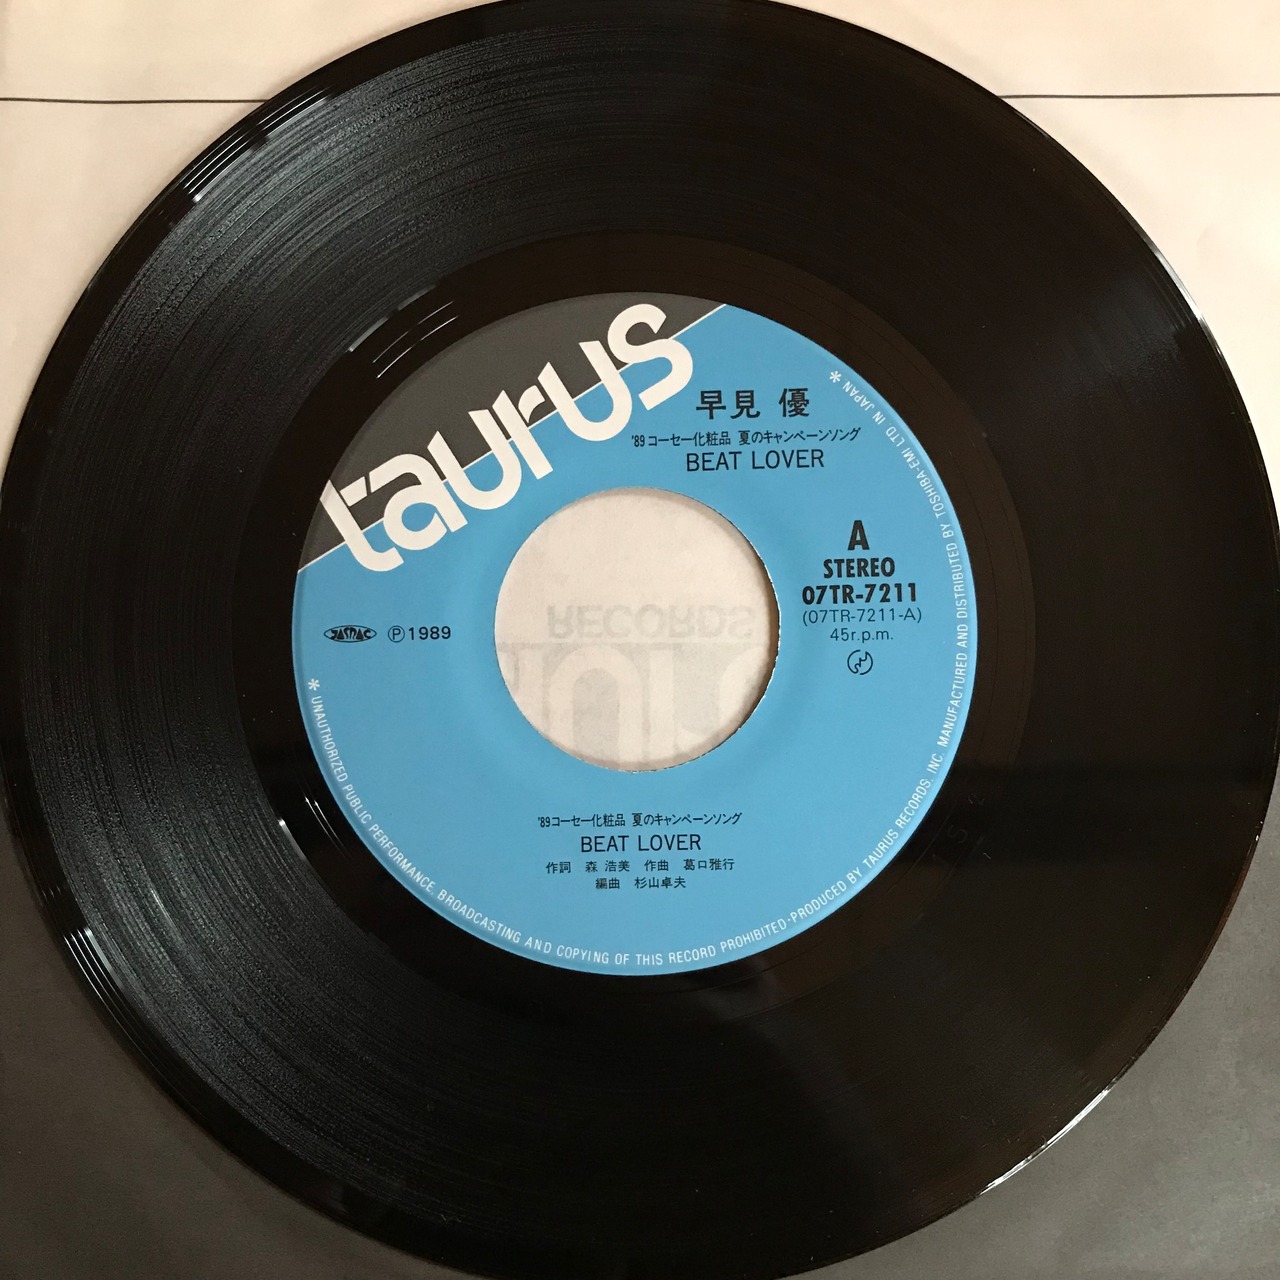 taurus
早見 優
'89コーセー化粧品 夏のキャンペーンソング
BEAT LOVER
A
STEREO
07TR-7211
(07TR-7211-A)
45r.p.m.
JASRAC ℗1989
'89コーセー化粧品 夏のキャンペーンソング
BEAT LOVER
作詞 森 浩美 作曲 葛口雅行
編曲 杉山卓夫
* UNAUTHORIZED PUBLIC PERFORMANCE. BROADCASTING AND COPYING OF THIS RECORD PROHIBITED-PRODUCED BY TAURUS RECORDS. INC. MANUFACTURED AND DISTRIBUTED BY TOSHIBA-EMI LTD IN JAPAN *
RECORDS